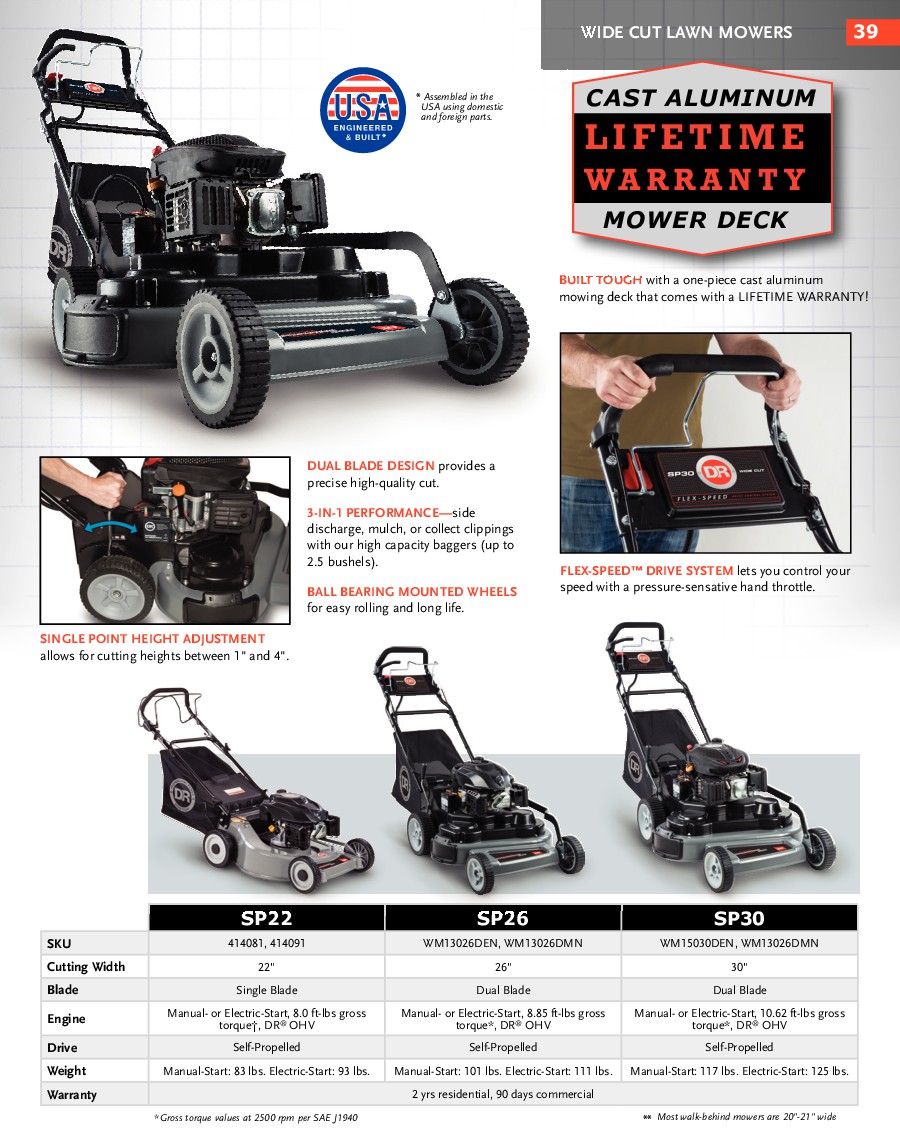 WIDE CUT LAWN MOWERS
39
USA
ENGINEERED
& BUILT*
* Assembled in the
USA using domestic
and foreign parts.
CAST ALUMINUM
LIFETIME
WARRANTY
MOWER DECK
BUILT TOUGH with a one-piece cast aluminum
mowing deck that comes with a LIFETIME WARRANTY!
DR
SP30 DR WIDE CUT
FLEX-SPEED
FLEX-SPEED™ DRIVE SYSTEM lets you control your
speed with a pressure-sensative hand throttle.
DUAL BLADE DESIGN provides a
precise high-quality cut.
3-IN-1 PERFORMANCE—side
discharge, mulch, or collect clippings
with our high capacity baggers (up to
2.5 bushels).
BALL BEARING MOUNTED WHEELS
for easy rolling and long life.
SINGLE POINT HEIGHT ADJUSTMENT
allows for cutting heights between 1" and 4".
DR
DR
DR
SP22 SP26 SP30
SKU 414081, 414091 WM13026DEN, WM13026DMN WM15030DEN, WM13026DMN
Cutting Width 22" 26" 30"
Blade Single Blade Dual Blade Dual Blade
Engine Manual- or Electric-Start, 8.0 ft-lbs gross torque†, DR® OHV Manual- or Electric-Start, 8.85 ft-lbs gross torque*, DR® OHV Manual- or Electric-Start, 10.62 ft-lbs gross torque*, DR® OHV
Drive Self-Propelled Self-Propelled Self-Propelled
Weight Manual-Start: 83 lbs. Electric-Start: 93 lbs. Manual-Start: 101 lbs. Electric-Start: 111 lbs. Manual-Start: 117 lbs. Electric-Start: 125 lbs.
Warranty 2 yrs residential, 90 days commercial
*Gross torque values at 2500 rpm per SAE J1940
** Most walk-behind mowers are 20"-21" wide